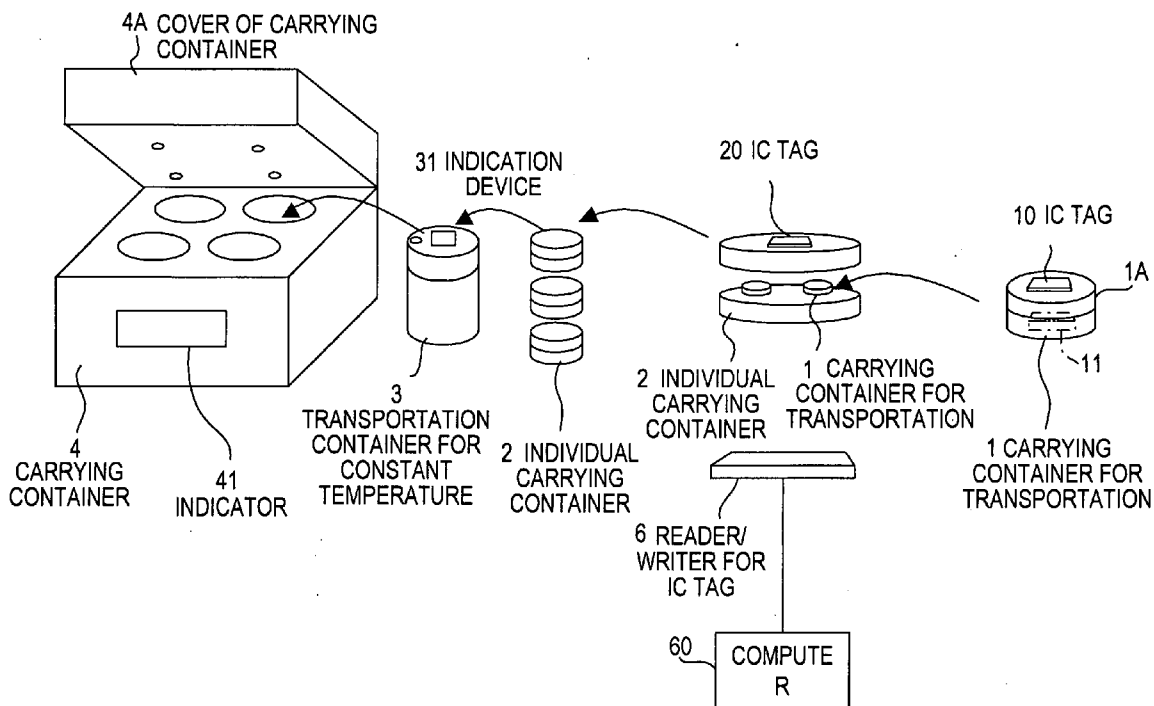 4A COVER OF CARRYING
CONTAINER
31 INDICATION
DEVICE
20 IC TAG
10 IC TAG
1A
11
3
TRANSPORTATION
CONTAINER FOR
CONSTANT
TEMPERATURE
2 INDIVIDUAL
CARRYING
CONTAINER
2 INDIVIDUAL
CARRYING
CONTAINER
1 CARRYING
CONTAINER FOR
TRANSPORTATION
1 CARRYING
CONTAINER FOR
TRANSPORTATION
4
CARRYING
CONTAINER
41
INDICATOR
6 READER/
WRITER FOR
IC TAG
60
COMPUTE
R